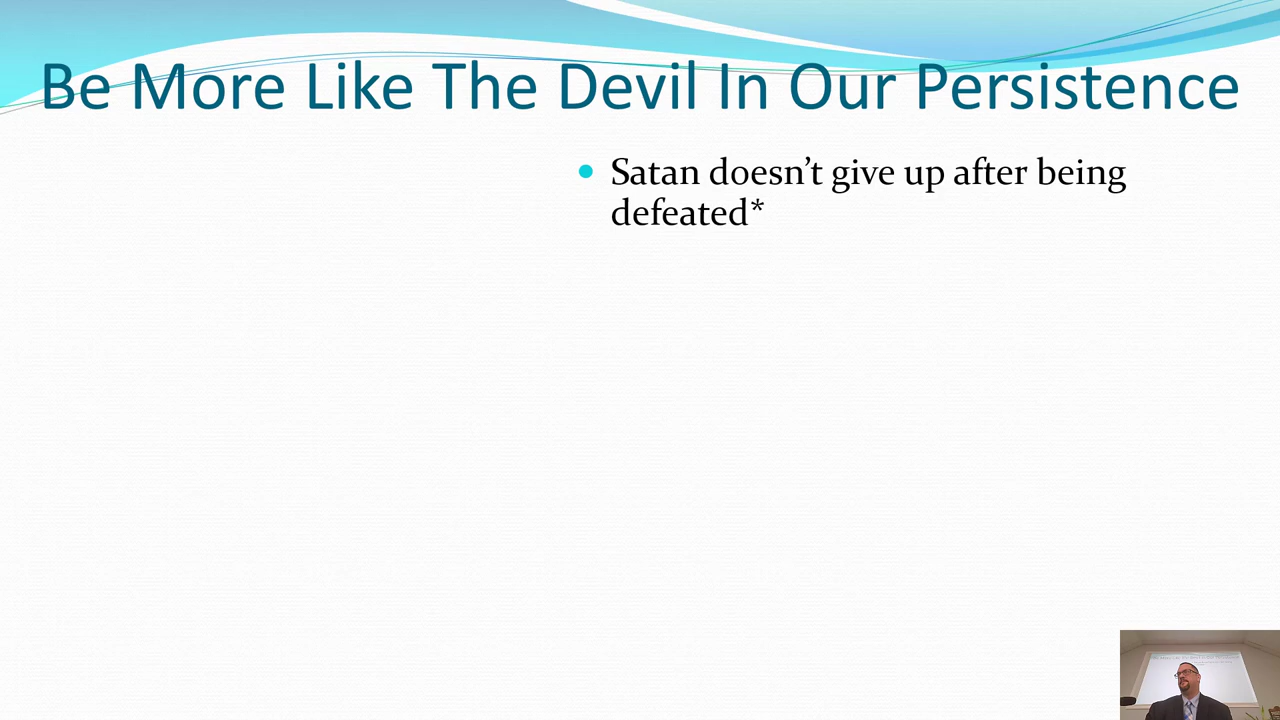 Be More Like The Devil In Our Persistence
Satan doesn’t give up after being
defeated*